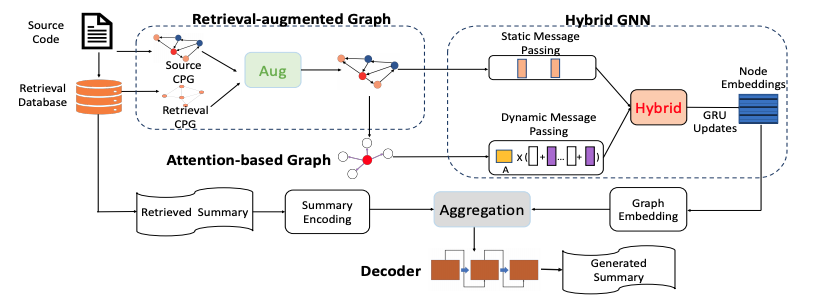 Retrieval-augmented Graph
Hybrid GNN
Source
Code
Static Message
Passing
Source
CPG
Aug
Retrieval
Database
Node
Embeddings
Hybrid
GRU
Updates
Retrieval
CPG
Dynamic Message
Passing
Attention-based Graph
X ( + ... + )
A
Retrieved Summary
Summary
Encoding
Aggregation
Graph
Embedding
Decoder
Generated
Summary